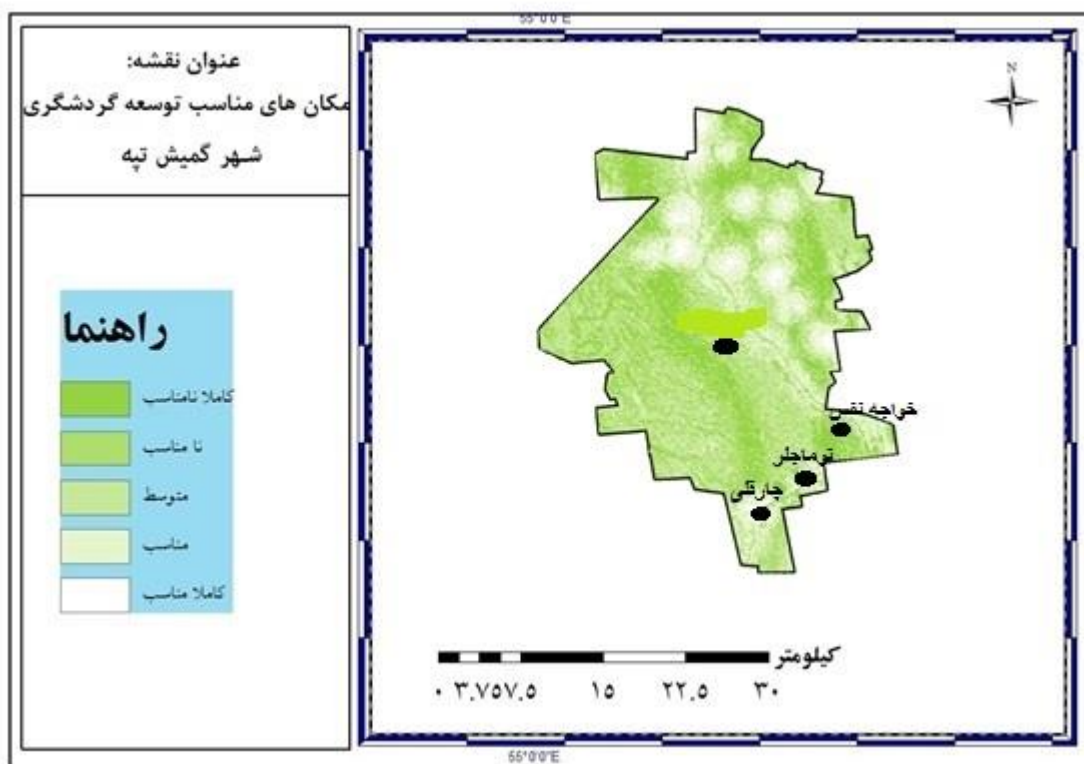 55°0'0"E
عنوان نقشه:
مکان های مناسب توسعه گردشگری
شهر گمیش تپه
N
راهنما
کاملا نامناسب
نا مناسب
متوسط
مناسب
کاملا مناسب
خواجه نفس
توماجلر
چارقلی
کیلومتر
۰ ۳.۷۵۷.۵ ۱۵ ۲۲.۵ ۳۰
55°0'0"E